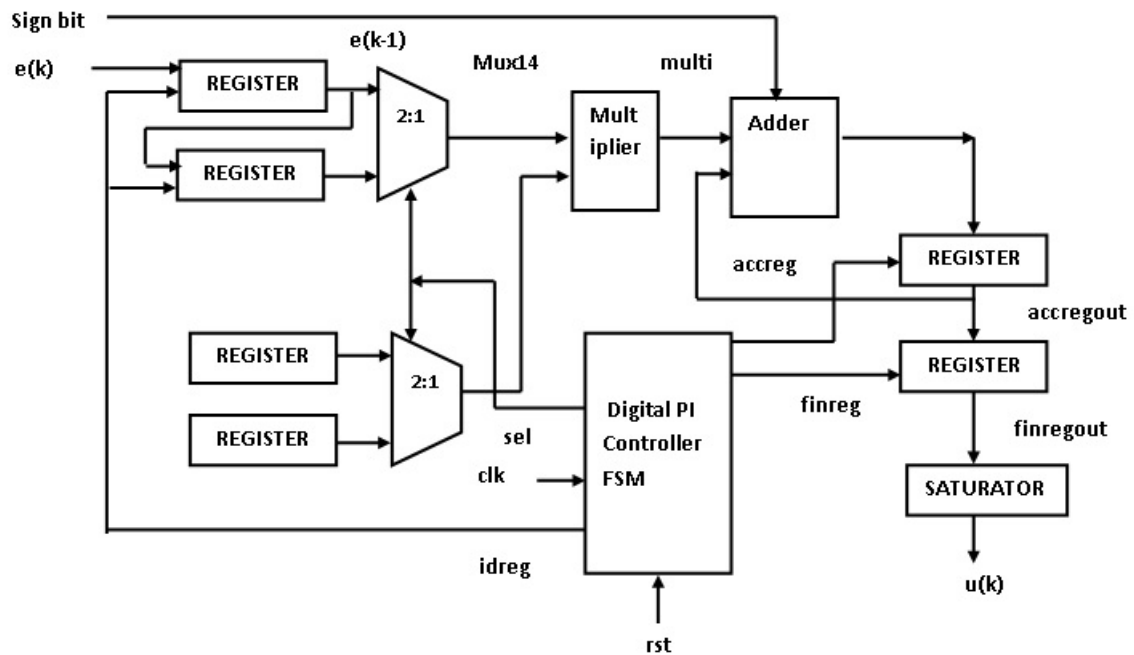 Sign bit
e(k)
e(k-1)
Mux14
multi
REGISTER
2:1
Mult
iplier
Adder
REGISTER
accreg
REGISTER
accregout
REGISTER
2:1
REGISTER
REGISTER
Digital PI
Controller
FSM
finreg
finregout
sel
clk
SATURATOR
idreg
u(k)
rst